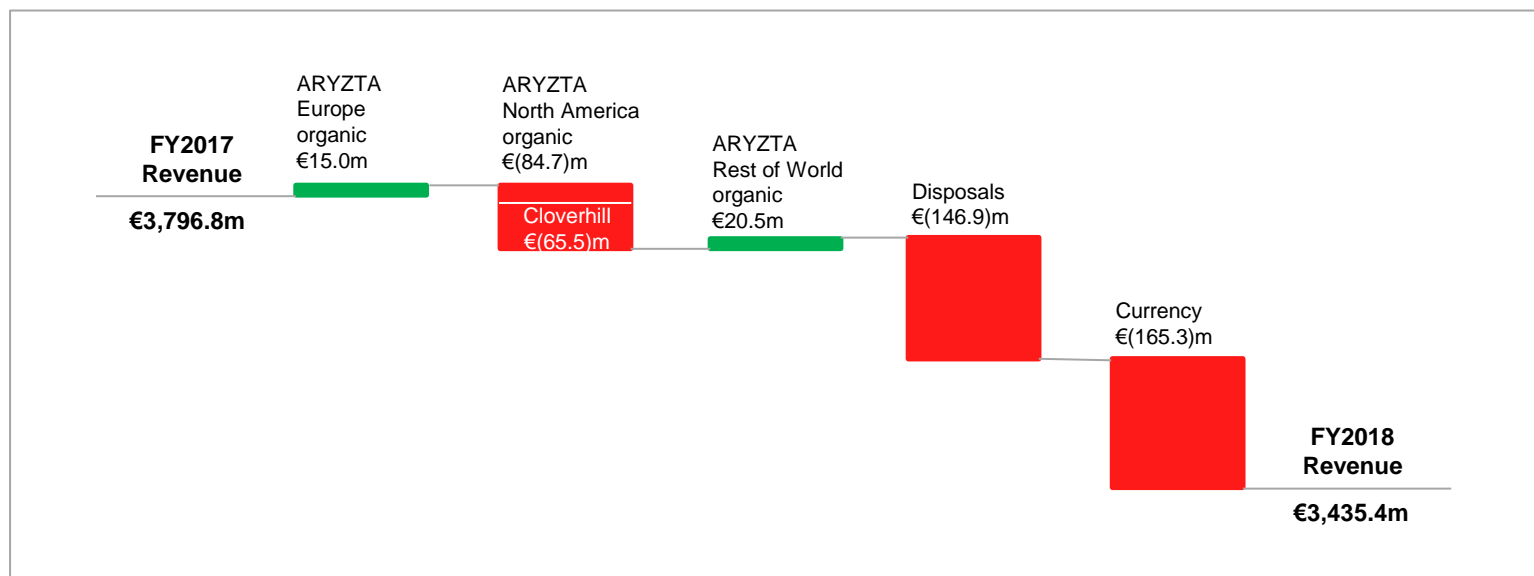 FY2017
Revenue
€3,796.8m
ARYZTA
Europe
organic
€15.0m
ARYZTA
North America
organic
€(84.7)m
Cloverhill
€(65.5)m
ARYZTA
Rest of World
organic
€20.5m
Disposals
€(146.9)m
Currency
€(165.3)m
FY2018
Revenue
€3,435.4m